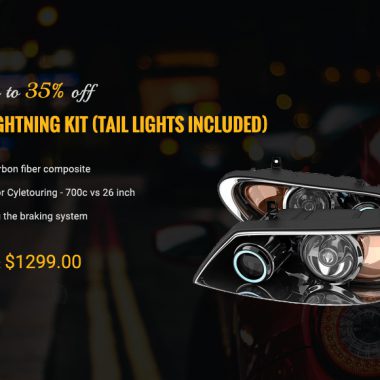 to 35% off
GHTNING KIT (TAIL LIGHTS INCLUDED)
rbon fiber composite
or Cyletouring - 700c vs 26 inch
the braking system
$1299.00